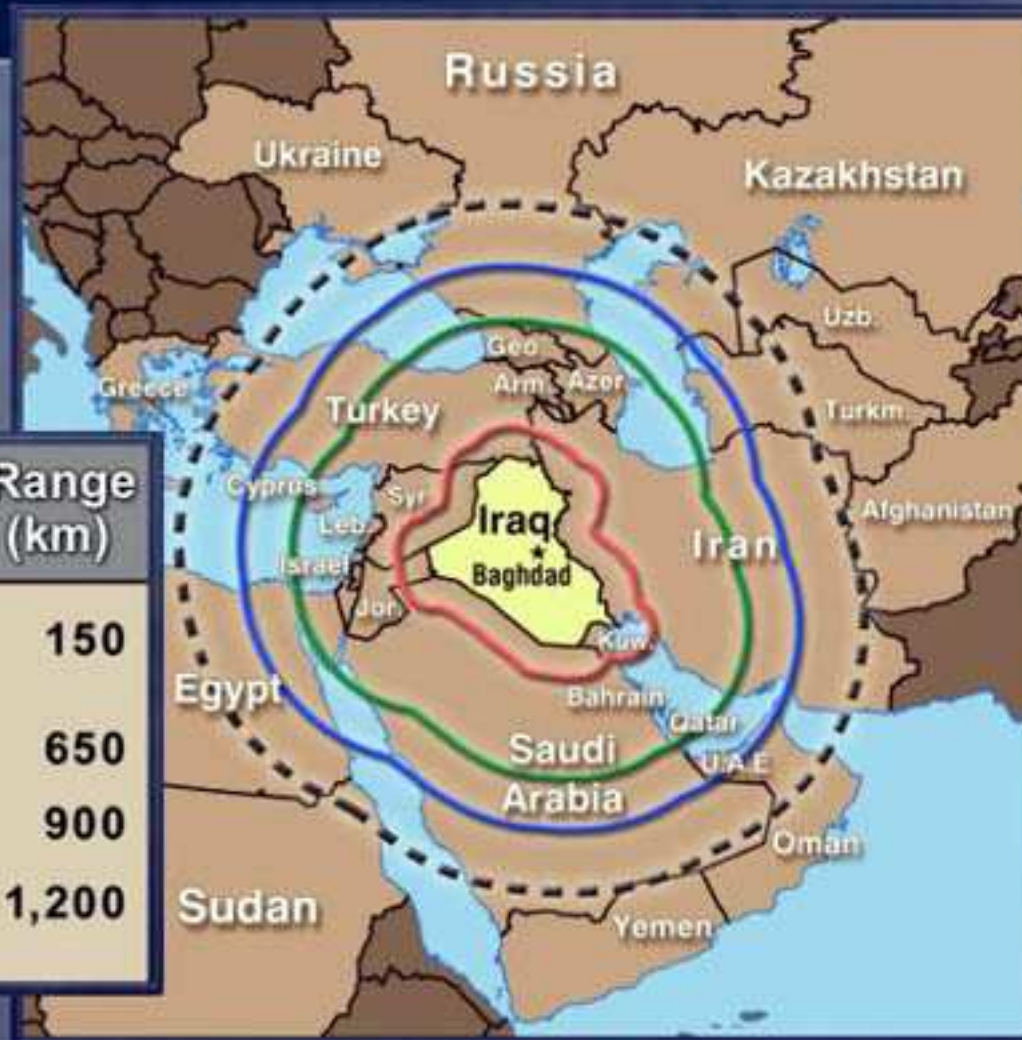 Russia
Ukraine
Kazakhstan
Uzb.
Geo.
Greece
Arm.
Azer.
Turkey
Turkm.
Range
(km)
Cyprus
Syr.
Afghanistan
Iraq
Leb.
Iran
Israel
Baghdad
Jor.
150
Kuw.
Egypt
Bahrain
Qatar
650
Saudi
Arabia
U.A.E.
900
Oman
1,200
Sudan
Yemen